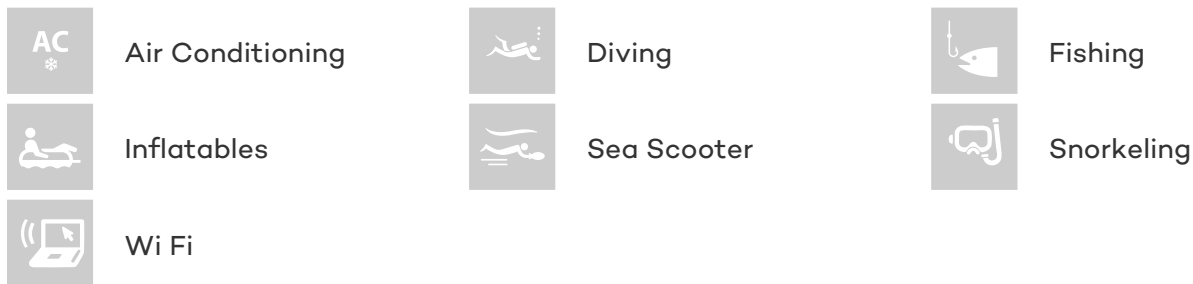 AC
Air Conditioning
Diving
Fishing
Inflatables
Sea Scooter
Snorkeling
Wi Fi